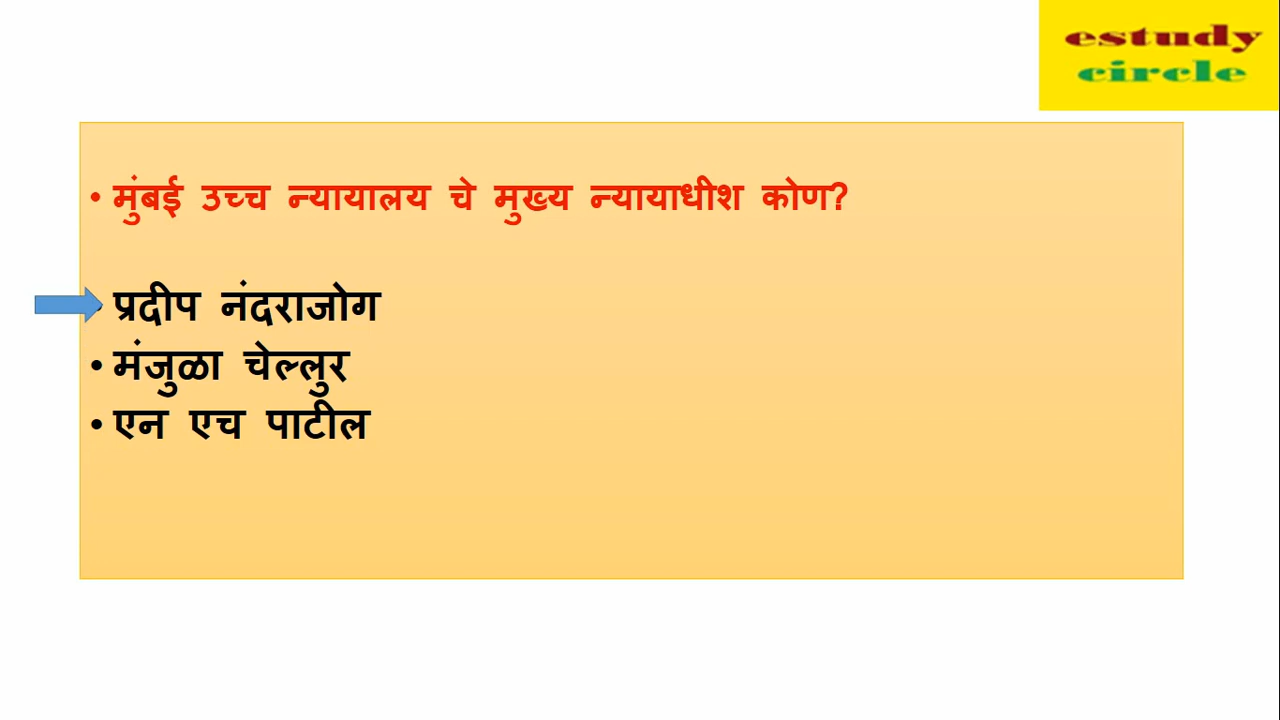 estudy
circle
• मुंबई उच्च न्यायालय चे मुख्य न्यायाधीश कोण?
• प्रदीप नंदराजोग
• मंजुळा चेल्लुर
• एन एच पाटील